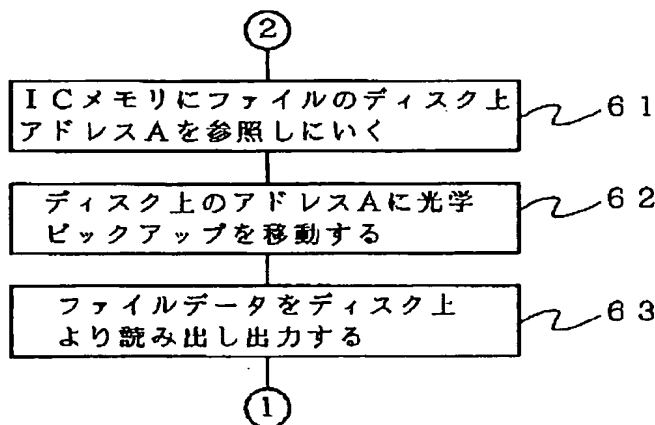 ②
ICメモリにファイルのディスク上
アドレスAを参照しにいく
61
ディスク上のアドレスAに光学
ピックアップを移動する
62
ファイルデータをディスク上
より読み出し出力する
63
①